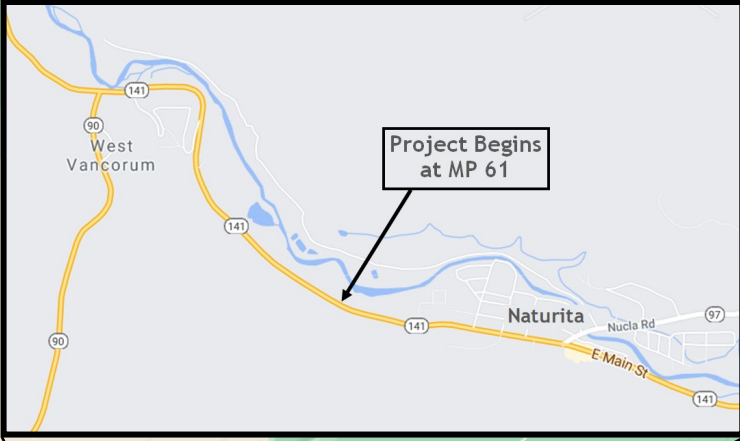 141
90
West
Vancorum
Project Begins
at MP 61
141
141
Naturita
Nucla Rd
97
90
E Main St
141